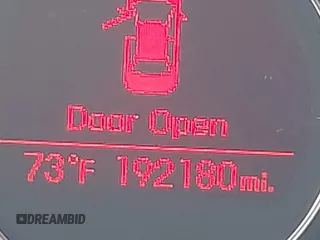 Door Open
73°F 192180mi.
DREAMBID